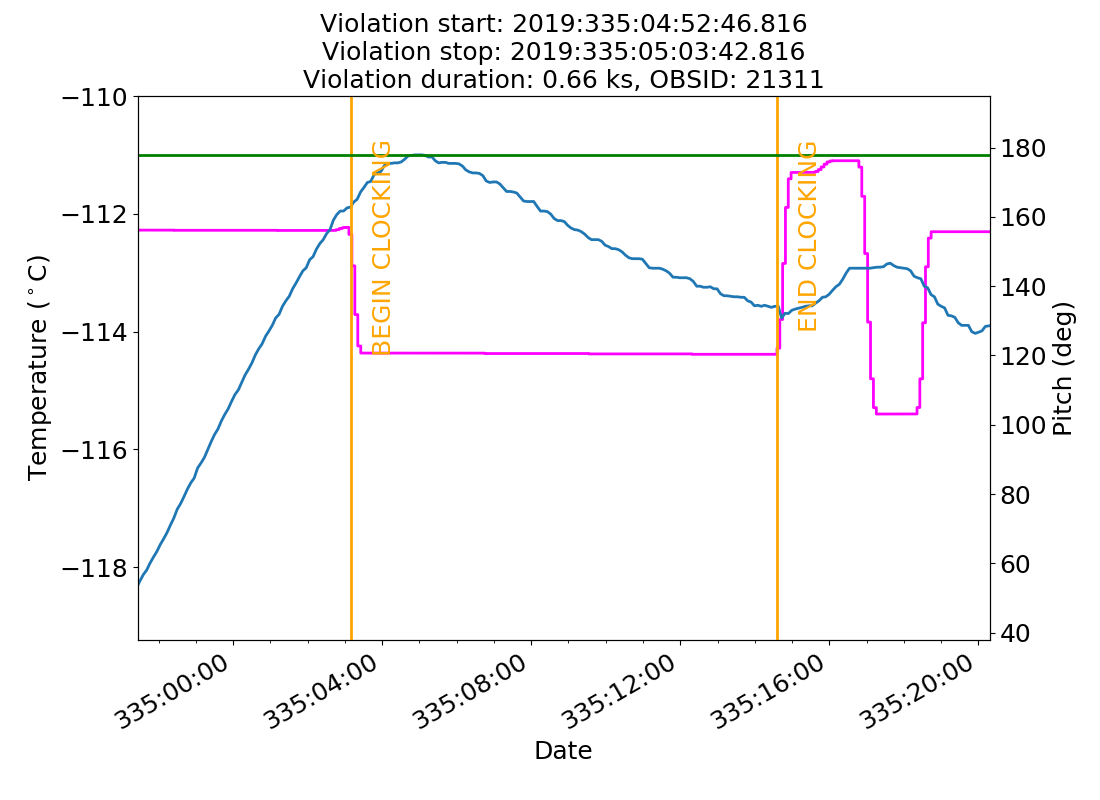 Violation start: 2019:335:04:52:46.816
Violation stop: 2019:335:05:03:42.816
Violation duration: 0.66 ks, OBSID: 21311
−110
−112
−114
−116
−118
Temperature (°C)
BEGIN CLOCKING
END CLOCKING
180
160
140
120
100
80
60
40
Pitch (deg)
335:00:00
335:04:00
335:08:00
335:12:00
335:16:00
335:20:00
Date